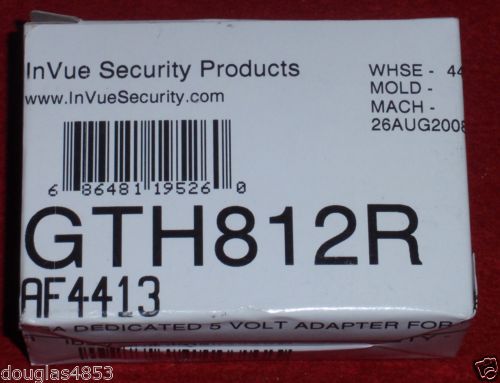 InVue Security Products
www.InVueSecurity.com
WHSE - 44
MOLD -
MACH -
26AUG2008
6 86481 19526 0
GTH812R
AF4413
A DEDICATED 5 VOLT ADAPTER FOR
douglas4853